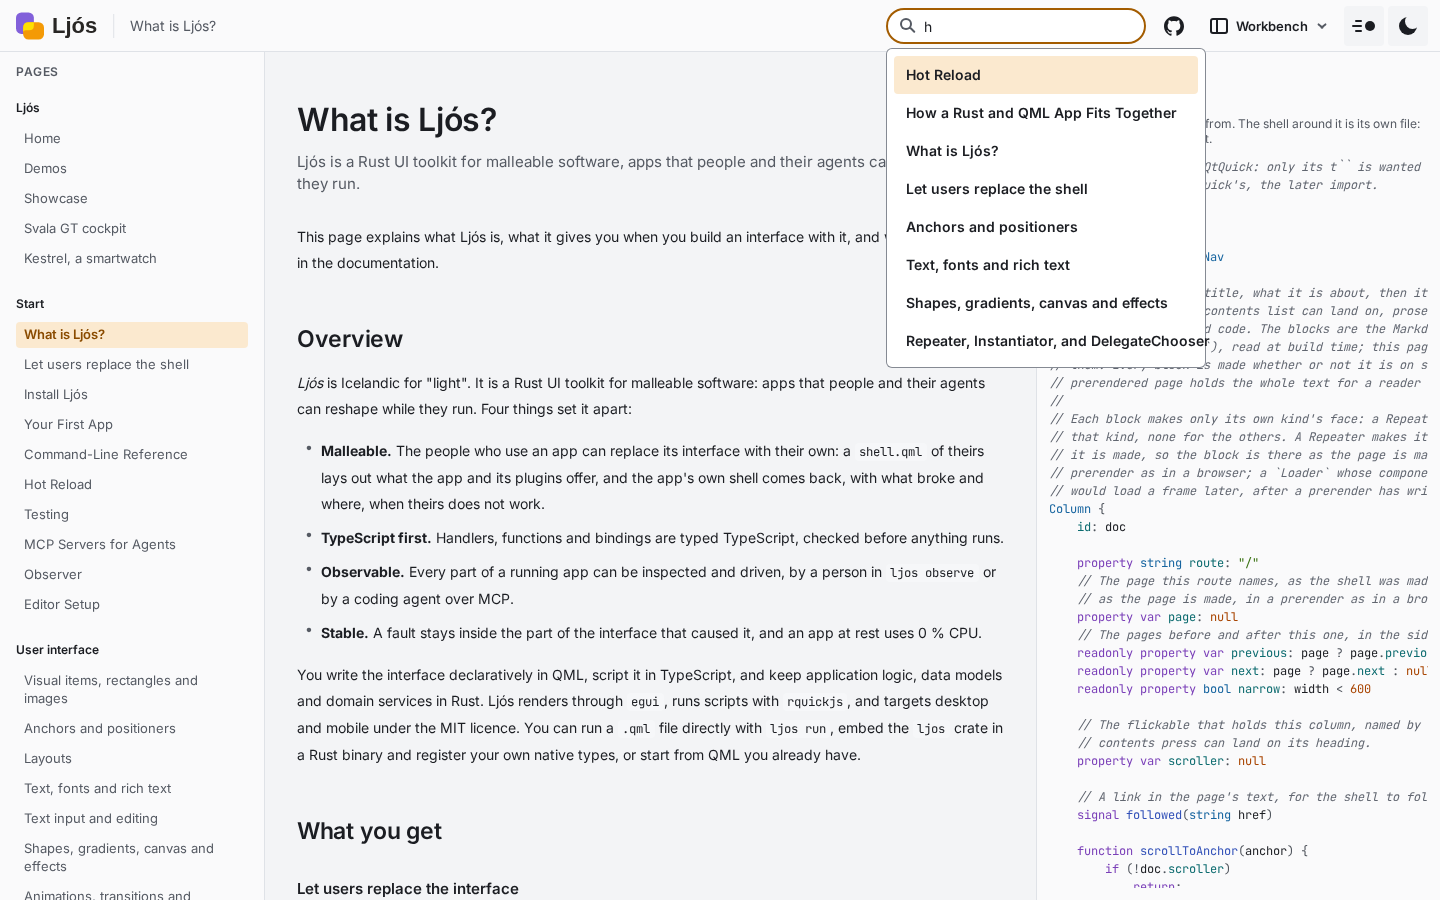 Ljós
What is Ljós?
h
Workbench
PAGES
Ljós
Home
Demos
Showcase
Svala GT cockpit
Kestrel, a smartwatch
Start
What is Ljós?
Let users replace the shell
Install Ljós
Your First App
Command-Line Reference
Hot Reload
Testing
MCP Servers for Agents
Observer
Editor Setup
User interface
Visual items, rectangles and
images
Anchors and positioners
Layouts
Text, fonts and rich text
Text input and editing
Shapes, gradients, canvas and
effects
Animations, transitions and
What is Ljós?
Ljós is a Rust UI toolkit for malleable software, apps that people and their agents ca
they run.
This page explains what Ljós is, what it gives you when you build an interface with it, and
in the documentation.
Overview
Ljós is Icelandic for "light". It is a Rust UI toolkit for malleable software: apps that people and their agents
can reshape while they run. Four things set it apart:
• Malleable. The people who use an app can replace its interface with their own: a shell.qml of theirs
lays out what the app and its plugins offer, and the app's own shell comes back, with what broke and
where, when theirs does not work.
• TypeScript first. Handlers, functions and bindings are typed TypeScript, checked before anything runs.
• Observable. Every part of a running app can be inspected and driven, by a person in ljos observe or
by a coding agent over MCP.
• Stable. A fault stays inside the part of the interface that caused it, and an app at rest uses 0 % CPU.
You write the interface declaratively in QML, script it in TypeScript, and keep application logic, data models
and domain services in Rust. Ljós renders through egui, runs scripts with rquickjs, and targets desktop
and mobile under the MIT licence. You can run a .qml file directly with ljos run, embed the ljos crate in
a Rust binary and register your own native types, or start from QML you already have.
What you get
Let users replace the interface
Hot Reload
How a Rust and QML App Fits Together
What is Ljós?
Let users replace the shell
Anchors and positioners
Text, fonts and rich text
Shapes, gradients, canvas and effects
Repeater, Instantiator, and DelegateChooser
from. The shell around it is its own file:
t.
QtQuick: only its t`` is wanted
uick's, the later import.
Nav
title, what it is about, then it
contents list can land on, prose
d code. The blocks are the Markd
), read at build time; this pag
// prerendered page holds the whole text for a reader
//
// Each block makes only its own kind's face: a Repeat
// that kind, none for the others. A Repeater makes it
// it is made, so the block is there as the page is ma
// prerender as in a browser; a `Loader` whose compone
// would load a frame later, after a prerender has wri
Column {
id: doc
property string route: "/"
// The page this route names, as the shell was mad
// as the page is made, in a prerender as in a bro
property var page: null
// The pages before and after this one, in the sid
readonly property var previous: page ? page.previo
readonly property var next: page ? page.next : nul
readonly property bool narrow: width < 600
// The flickable that holds this column, named by
// contents press can land on its heading.
property var scroller: null
// A link in the page's text, for the shell to fol
signal followed(string href)
function scrollToAnchor(anchor) {
if (!doc.scroller)
return;